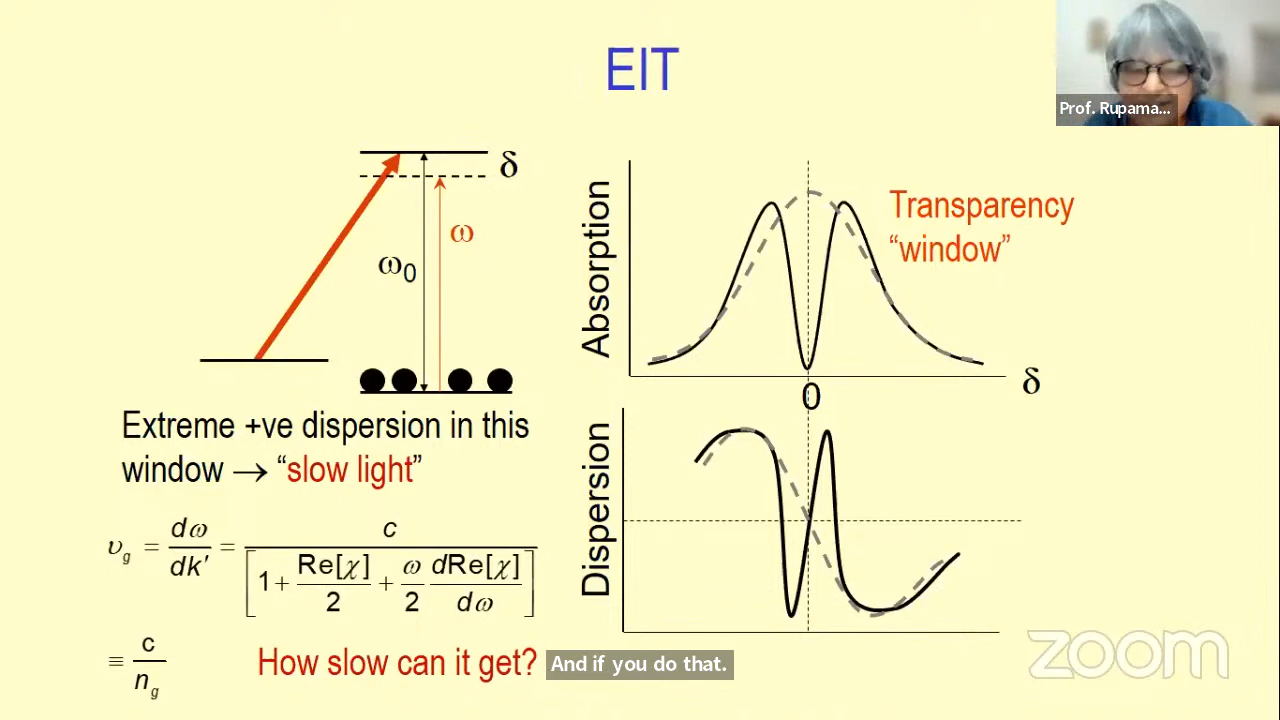 EIT
Prof. Rupama...
δ
ω
ω0
Absorption
Transparency
“window”
0
δ
Extreme +ve dispersion in this
window → “slow light”
Dispersion
υg = dω/dk′ = c/[1 + Re[χ]/2 + ω/2 dRe[χ]/dω]
≡ c/ng
How slow can it get?
And if you do that.
zoom